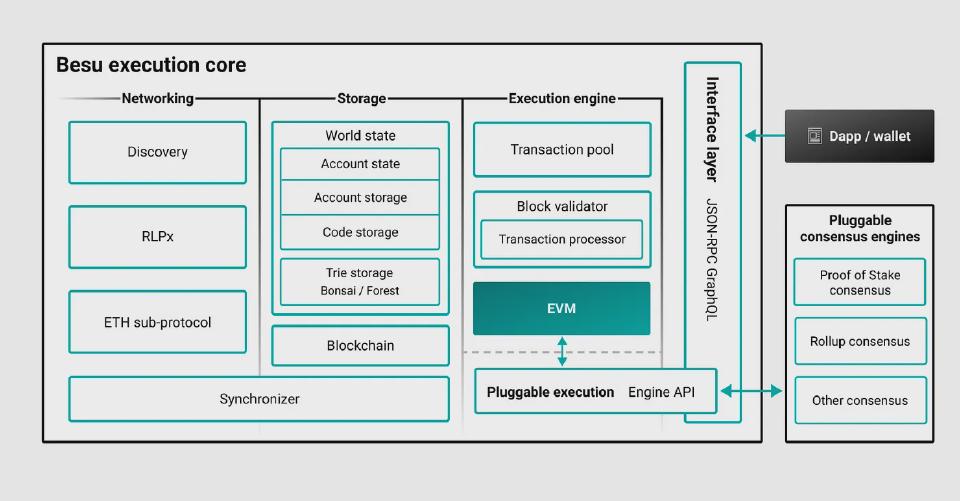 Besu execution core
Networking
Discovery
RLPx
ETH sub-protocol
Synchronizer
Storage
World state
Account state
Account storage
Code storage
Trie storage
Bonsai / Forest
Blockchain
Execution engine
Transaction pool
Block validator
Transaction processor
EVM
Pluggable execution Engine API
Interface layer JSON-RPC GraphQL
Dapp / wallet
Pluggable
consensus engines
Proof of Stake
consensus
Rollup consensus
Other consensus